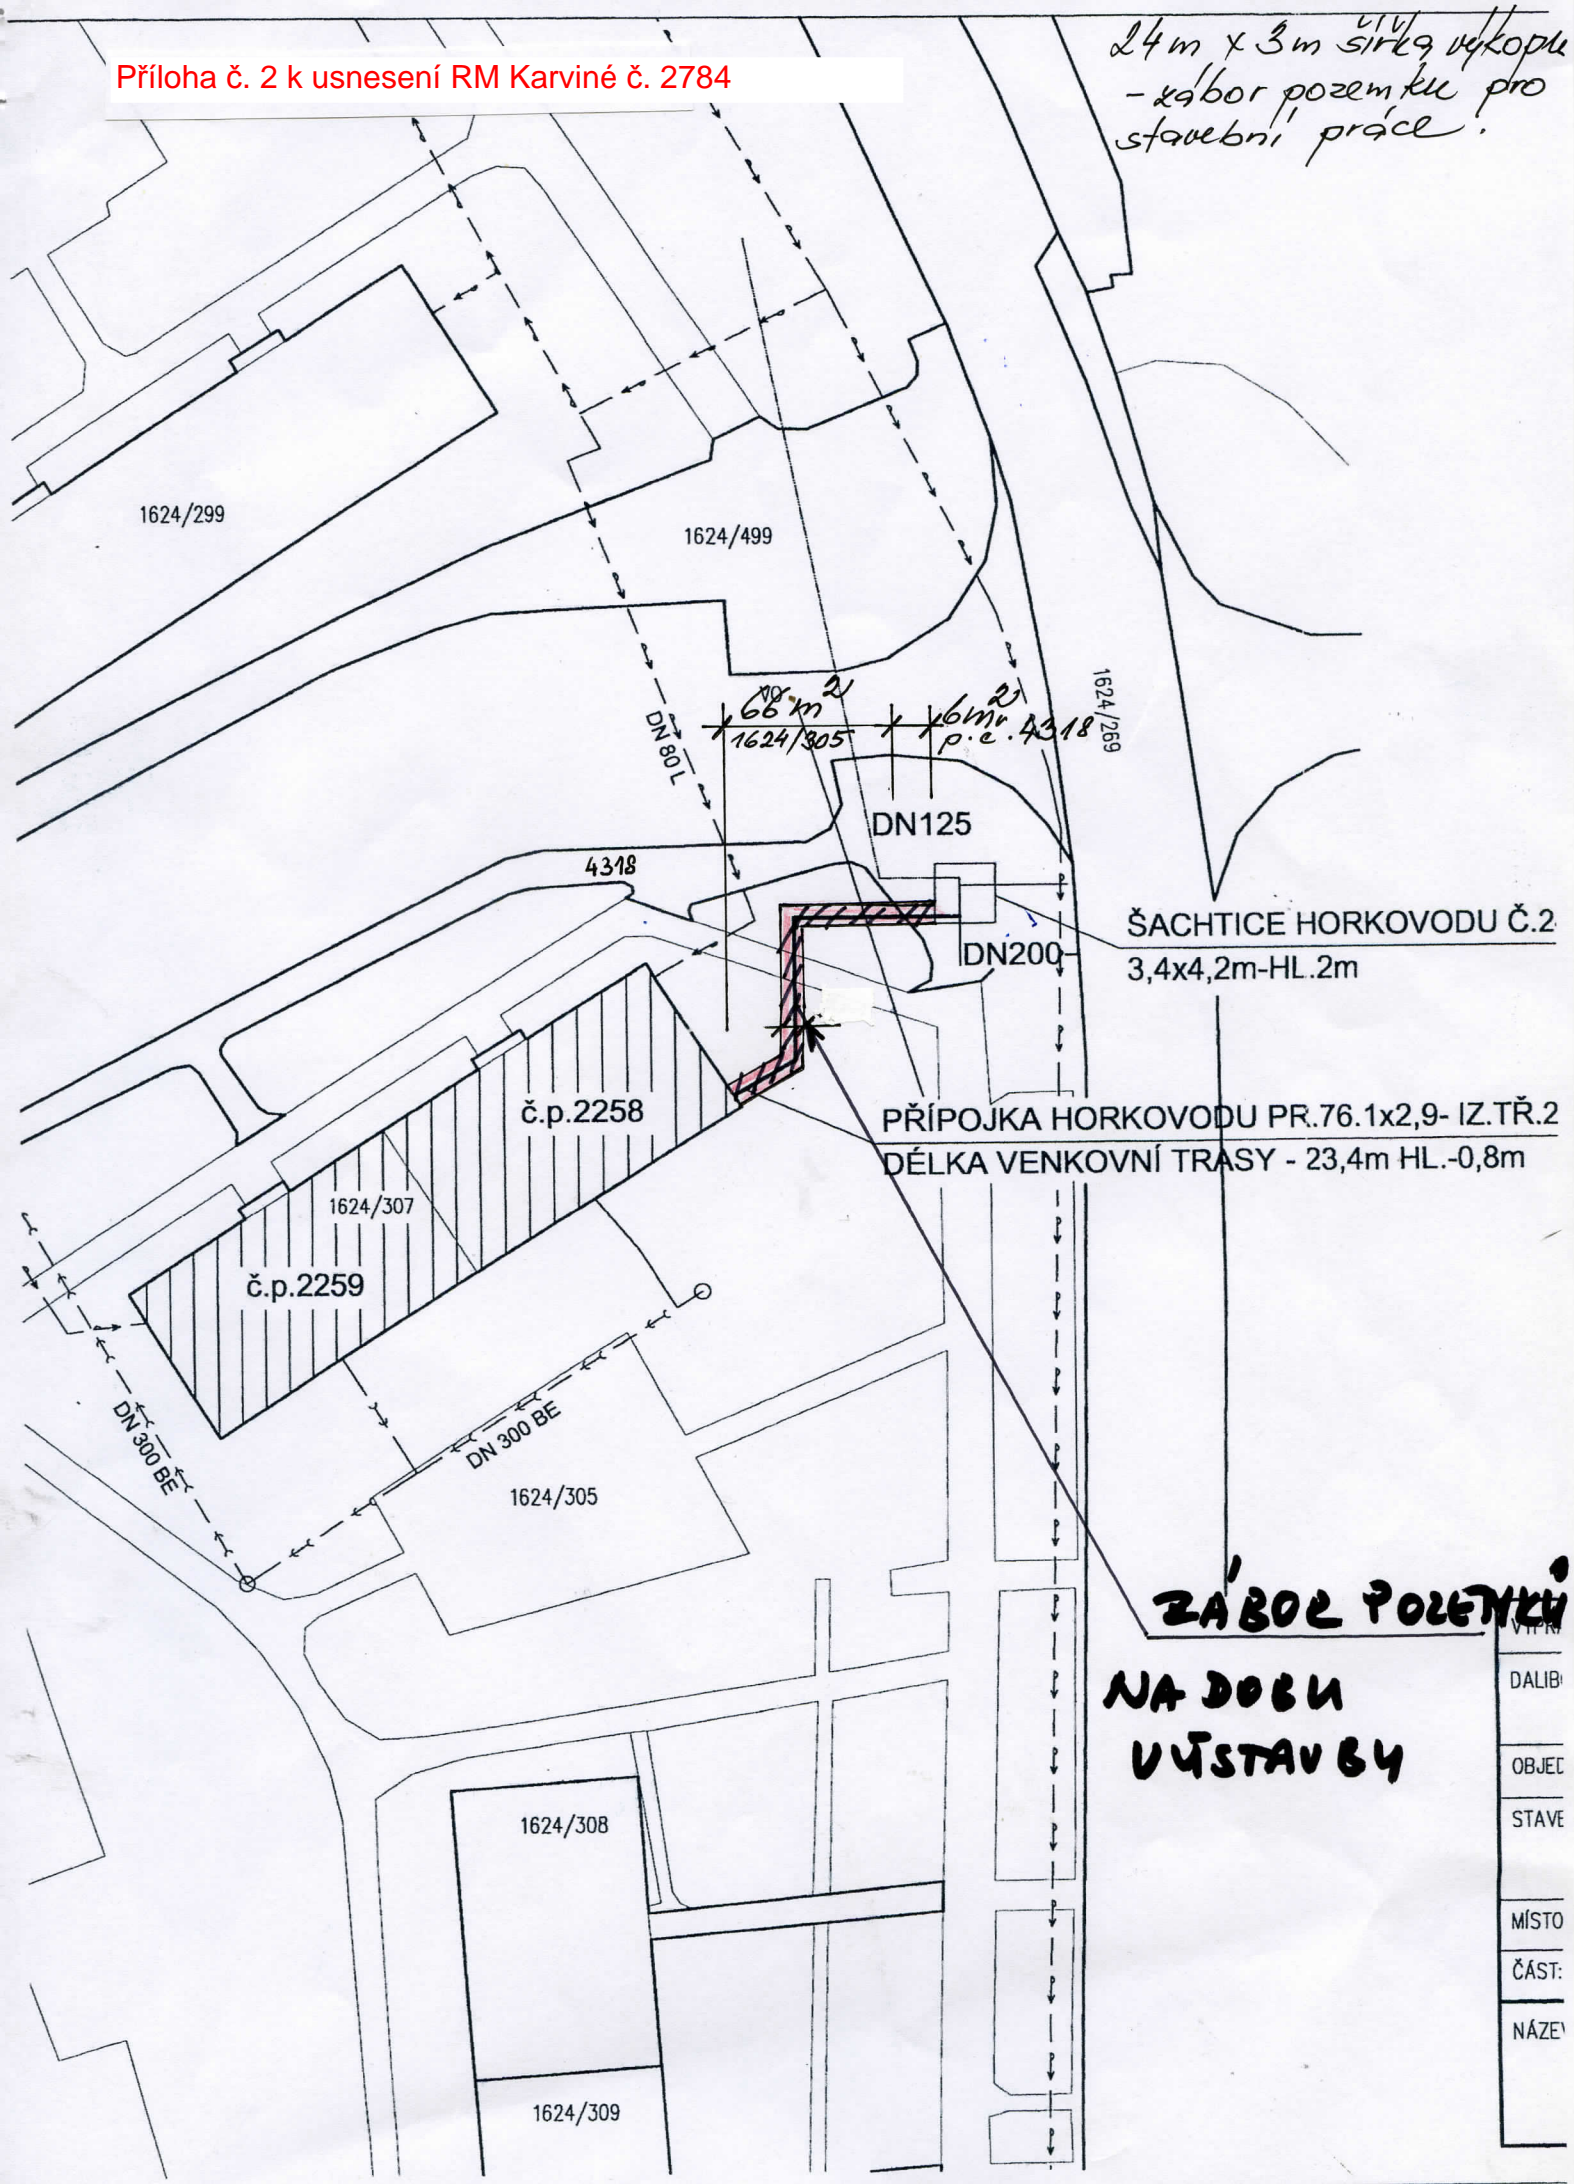 24m x 3m šířka výkopu
Příloha č. 2 k usnesení RM Karviné č. 2784
- zábor pozemku pro
stavební práce.
1624/299
1624/499
1624/269
66 m²
6m²
1624/305
p.č. 4318
DN 80 L
DN125
4318
ŠACHTICE HORKOVODU Č.2
DN200
3,4x4,2m-HL.2m
č.p.2258
PŘÍPOJKA HORKOVODU PR.76.1x2,9- IZ.TŘ.2
DÉLKA VENKOVNÍ TRASY - 23,4m HL.-0,8m
1624/307
č.p.2259
DN 300 BE
DN 300 BE
1624/305
ZÁBOR POZEMKŮ
DALIB
NA DOBU
VÝSTAVBY
OBJED
STAVE
1624/308
MÍSTO
ČÁST:
NÁZEV
1624/309